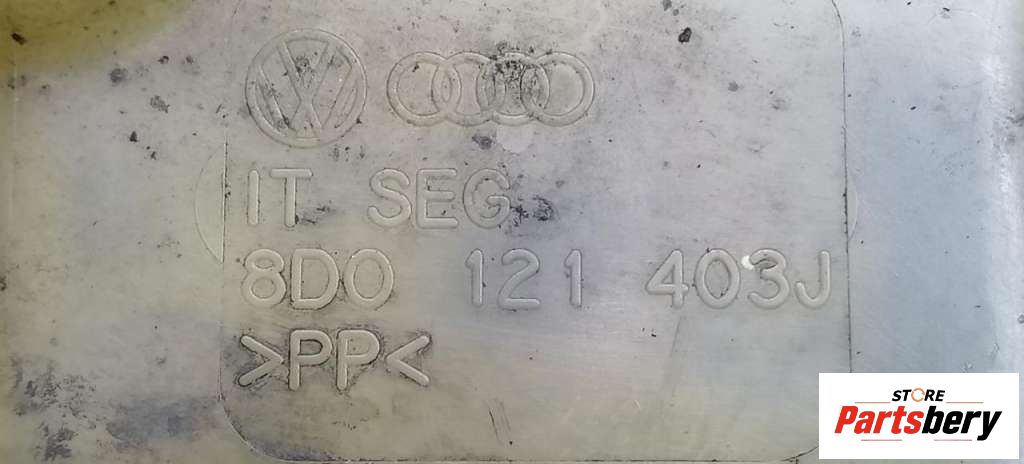 IT SEG
8D0 121 403J
>PP<
STORE
Partsbery